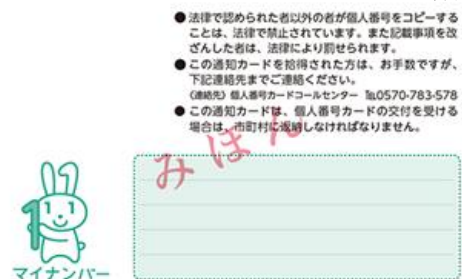 ●法律で認められた者以外の者が個人番号をコピーする
ことは、法律で禁止されています。また記載事項を改
ざんした者は、法律により罰せられます。
●この通知カードを拾得された方は、お手数ですが、
下記連絡先までご連絡ください。
《連絡先》個人番号カードコールセンター ℡0570-783-578
●この通知カードは、個人番号カードの交付を受ける
場合は、市町村に返納しなければなりません。
みほん
1
マイナンバー